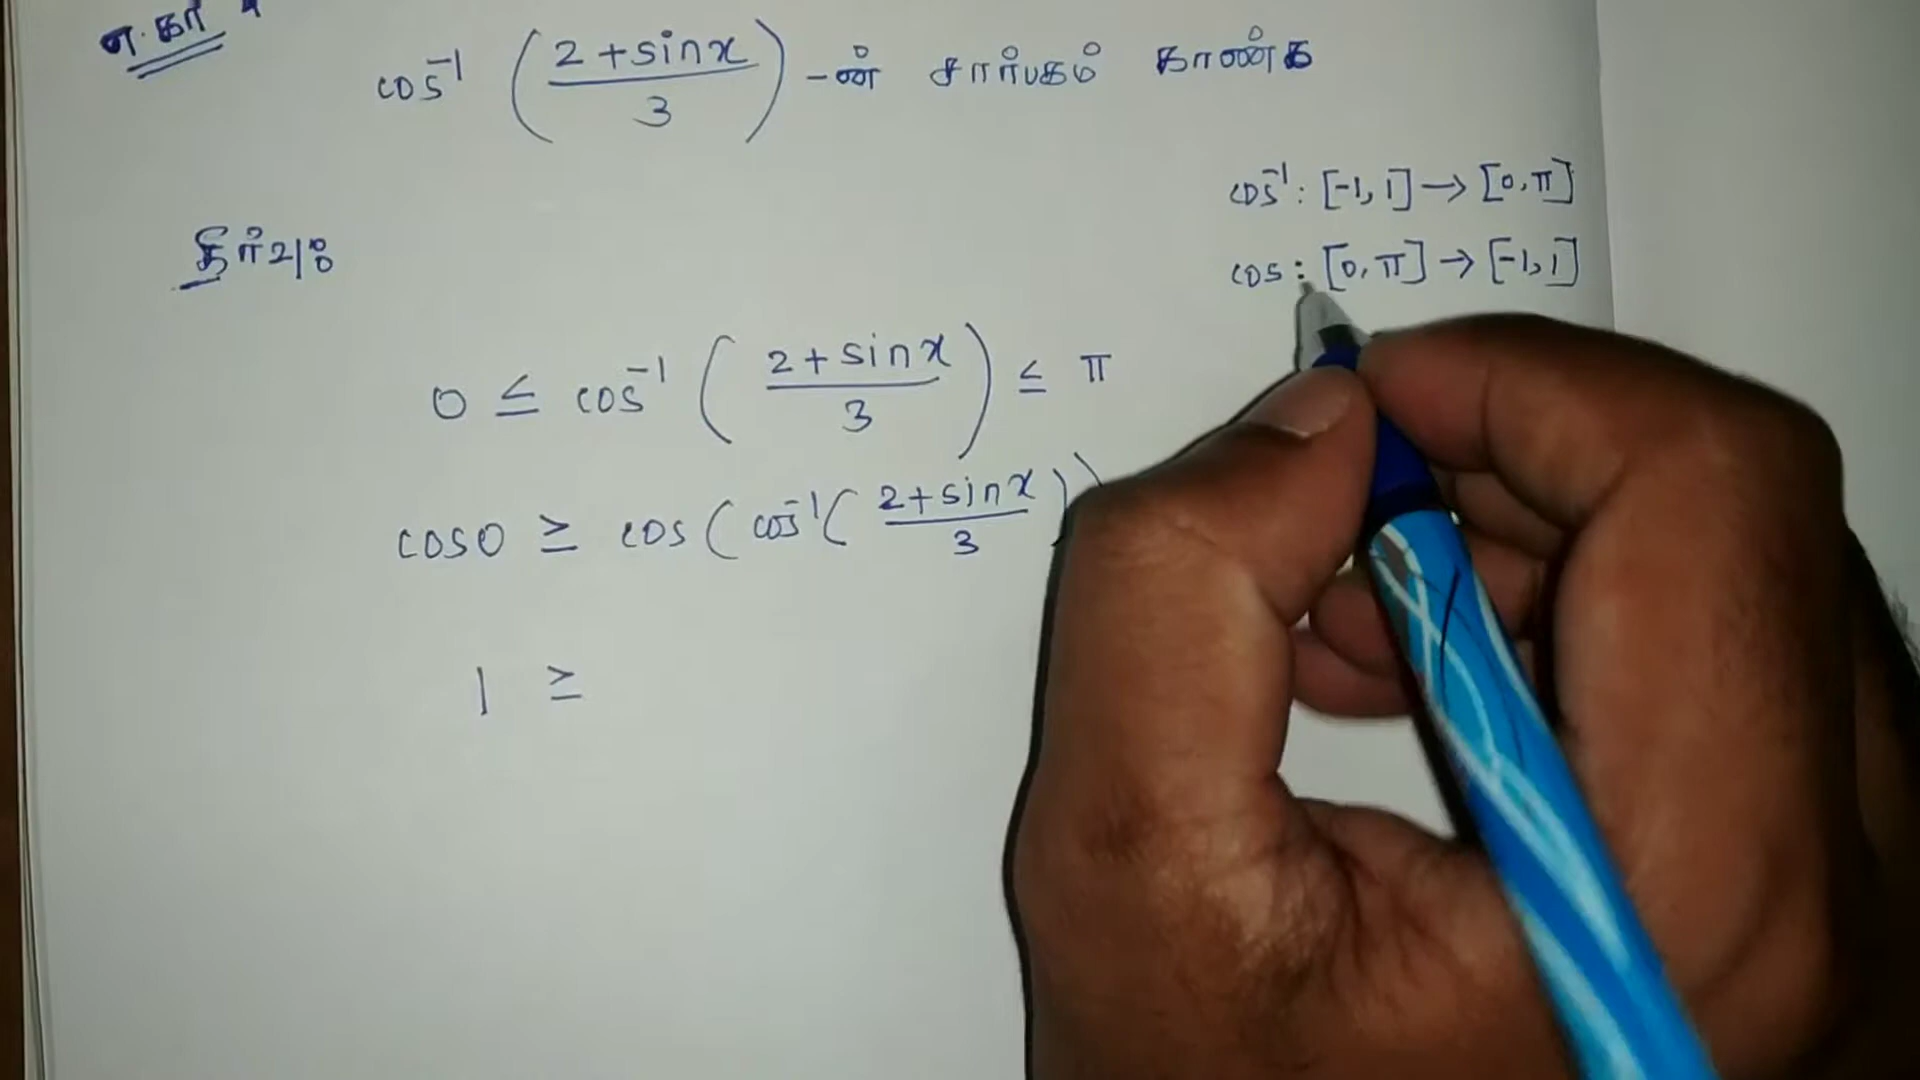 எ.கா
cos⁻¹ ( (2 + sin x) / 3 ) -ன் சார்பகம் காண்க
cos⁻¹ : [-1, 1] → [0, π]
தீர்வு:
cos : [0, π] → [-1, 1]
0 ≤ cos⁻¹ ( (2 + sin x) / 3 ) ≤ π
cos 0 ≥ cos ( cos⁻¹ ( (2 + sin x) / 3 ) )
1 ≥